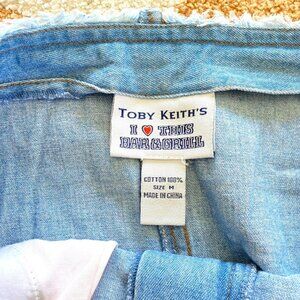 TOBY KEITH'S
I ❤ THIS
BAR&GRILL
COTTON 100%
SIZE M
MADE IN CHINA